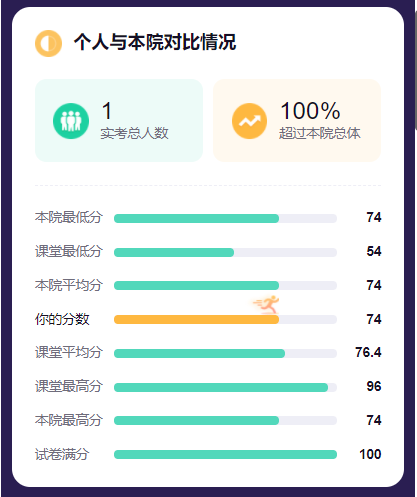 个人与本院对比情况
1
实考总人数
100%
超过本院总体
本院最低分 74
课堂最低分 54
本院平均分 74
你的分数 74
课堂平均分 76.4
课堂最高分 96
本院最高分 74
试卷满分 100